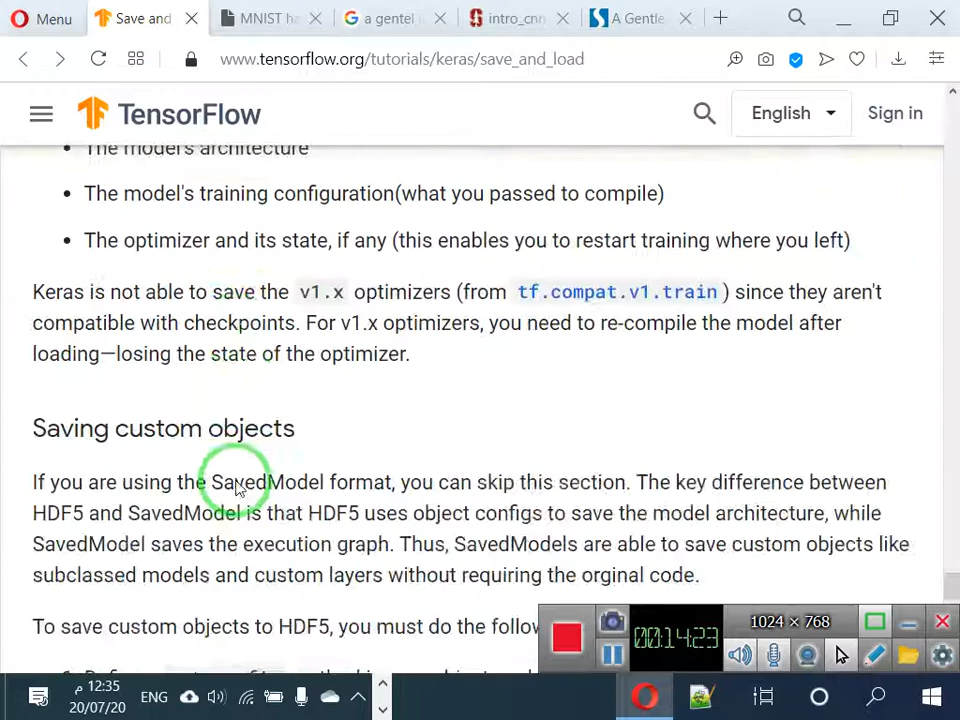 Menu
Save and
MNIST ha
a gentel i
intro_cnn
A Gentle
www.tensorflow.org/tutorials/keras/save_and_load
TensorFlow
English
Sign in
The model's architecture
The model's training configuration(what you passed to compile)
The optimizer and its state, if any (this enables you to restart training where you left)
Keras is not able to save the v1.x optimizers (from tf.compat.v1.train) since they aren't
compatible with checkpoints. For v1.x optimizers, you need to re-compile the model after
loading—losing the state of the optimizer.
Saving custom objects
If you are using the SavedModel format, you can skip this section. The key difference between
HDF5 and SavedModel is that HDF5 uses object configs to save the model architecture, while
SavedModel saves the execution graph. Thus, SavedModels are able to save custom objects like
subclassed models and custom layers without requiring the orginal code.
To save custom objects to HDF5, you must do the follow
00:14:23
1024 × 768
12:35 م
ENG
20/07/20